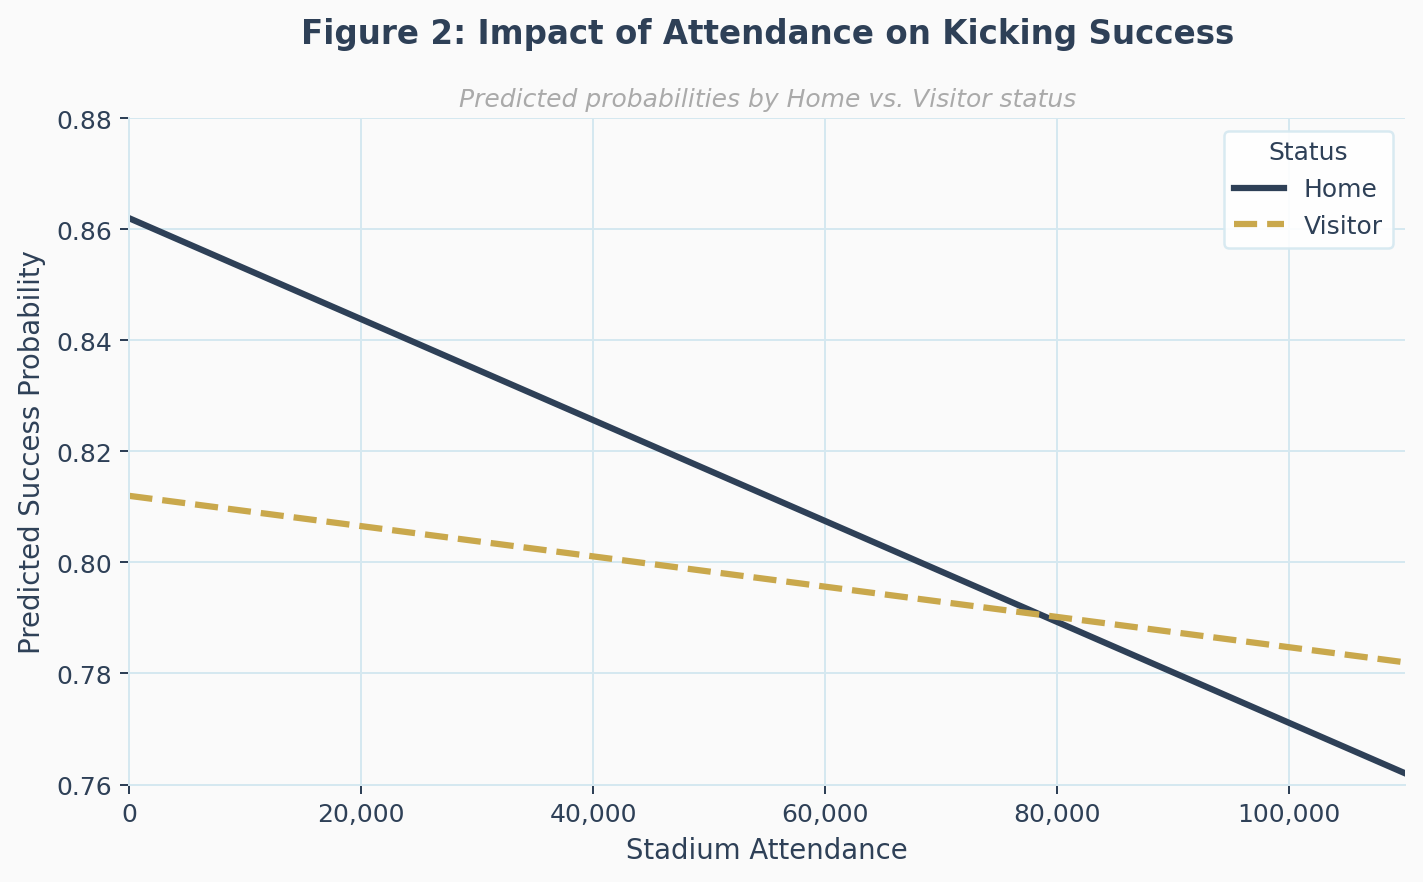 Figure 2: Impact of Attendance on Kicking Success
Predicted probabilities by Home vs. Visitor status
Status
Home
Visitor
Predicted Success Probability
0.88
0.86
0.84
0.82
0.80
0.78
0.76
0
20,000
40,000
60,000
80,000
100,000
Stadium Attendance